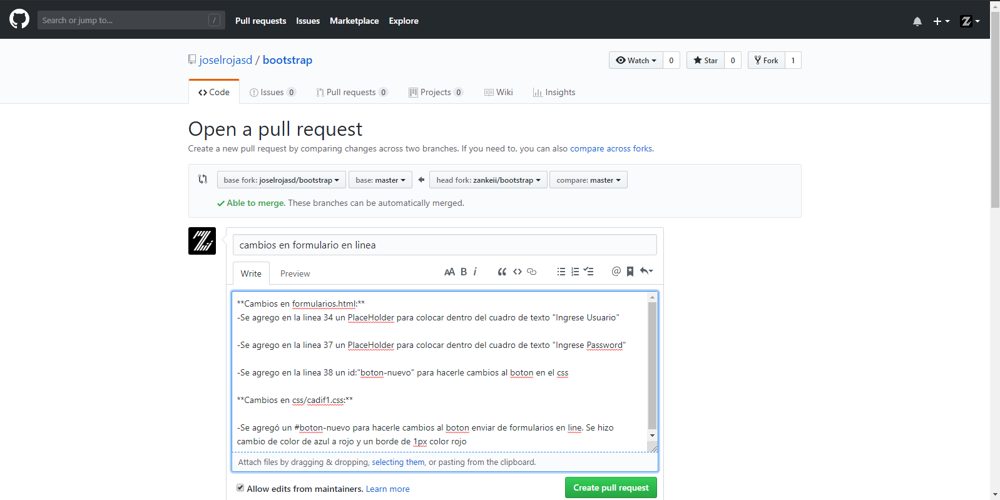 Search or jump to... /
Pull requests Issues Marketplace Explore
joselrojasd / bootstrap
Watch 0 Star 0 Fork 1
Code Issues 0 Pull requests 0 Projects 0 Wiki Insights
Open a pull request
Create a new pull request by comparing changes across two branches. If you need to, you can also compare across forks.
base fork: joselrojasd/bootstrap base: master head fork: zankeii/bootstrap compare: master
Able to merge. These branches can be automatically merged.
cambios en formulario en linea
Write Preview AA B i @
**Cambios en formularios.html:**
-Se agrego en la linea 34 un PlaceHolder para colocar dentro del cuadro de texto "Ingrese Usuario"
-Se agrego en la linea 37 un PlaceHolder para colocar dentro del cuadro de texto "Ingrese Password"
-Se agrego en la linea 38 un id:"boton-nuevo" para hacerle cambios al boton en el css
**Cambios en css/cadif1.css:**
-Se agregó un #boton-nuevo para hacerle cambios al boton enviar de formularios en line. Se hizo
cambio de color de azul a rojo y un borde de 1px color rojo
Attach files by dragging & dropping, selecting them, or pasting from the clipboard.
Allow edits from maintainers. Learn more
Create pull request